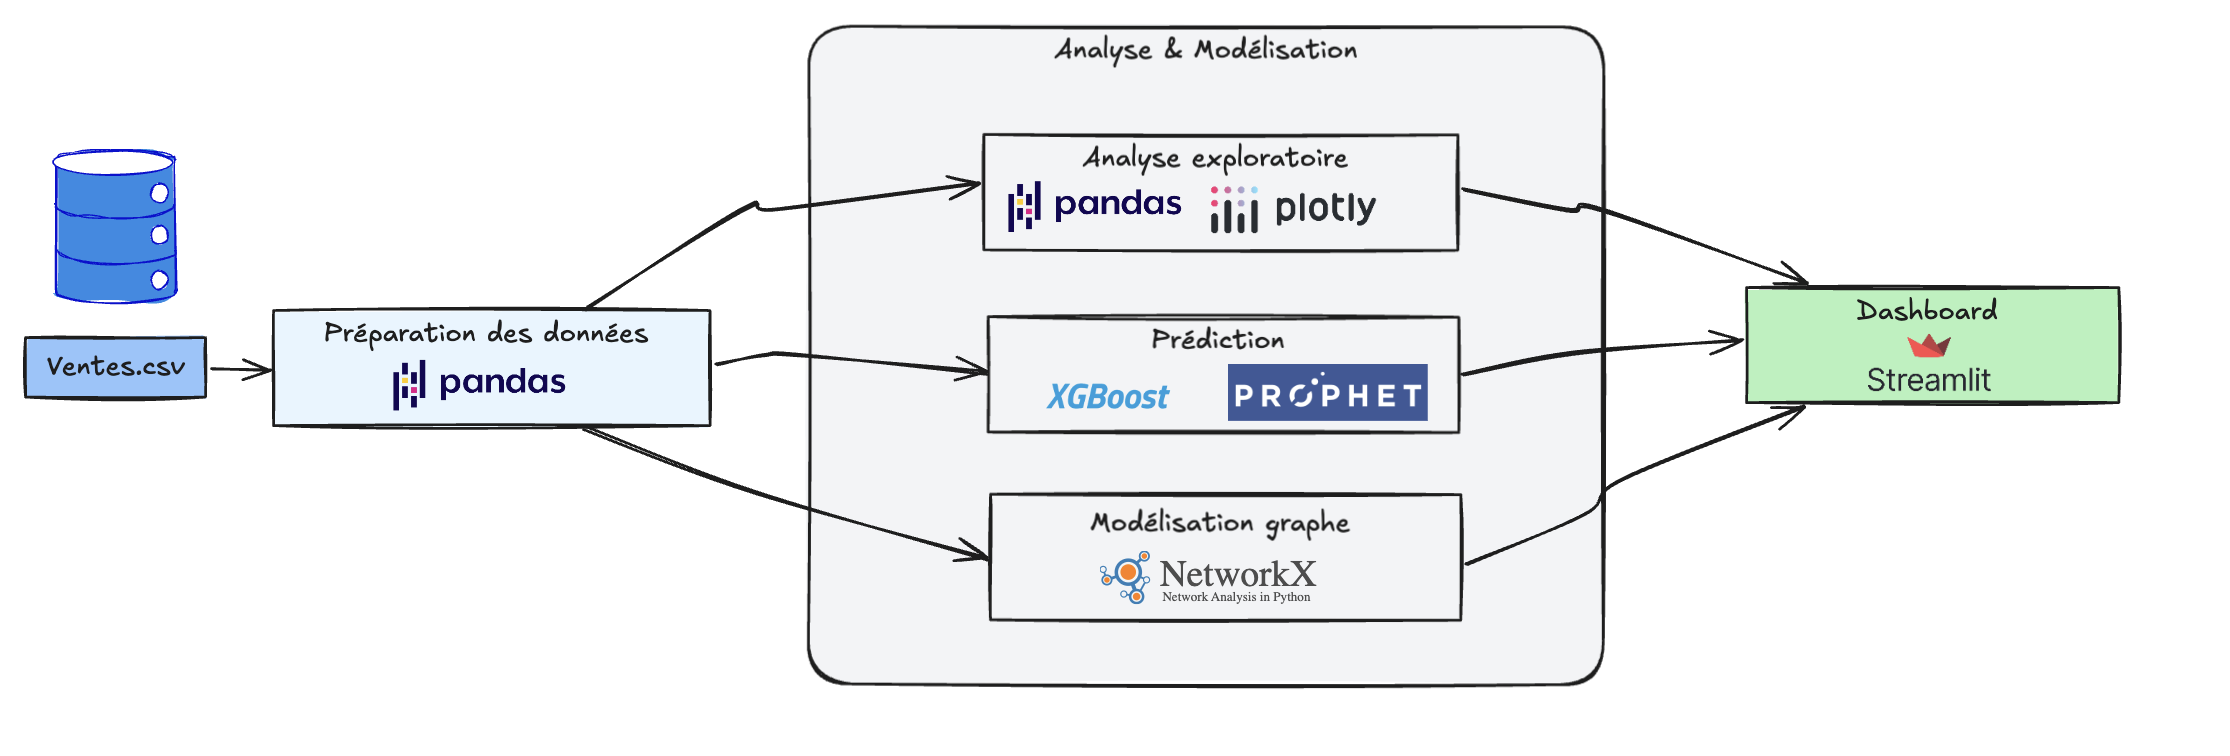 Analyse & Modélisation
Analyse exploratoire
pandas
plotly
Ventes.csv
Préparation des données
pandas
Prédiction
XGBoost
PROPHET
Modélisation graphe
NetworkX
Network Analysis in Python
Dashboard
Streamlit